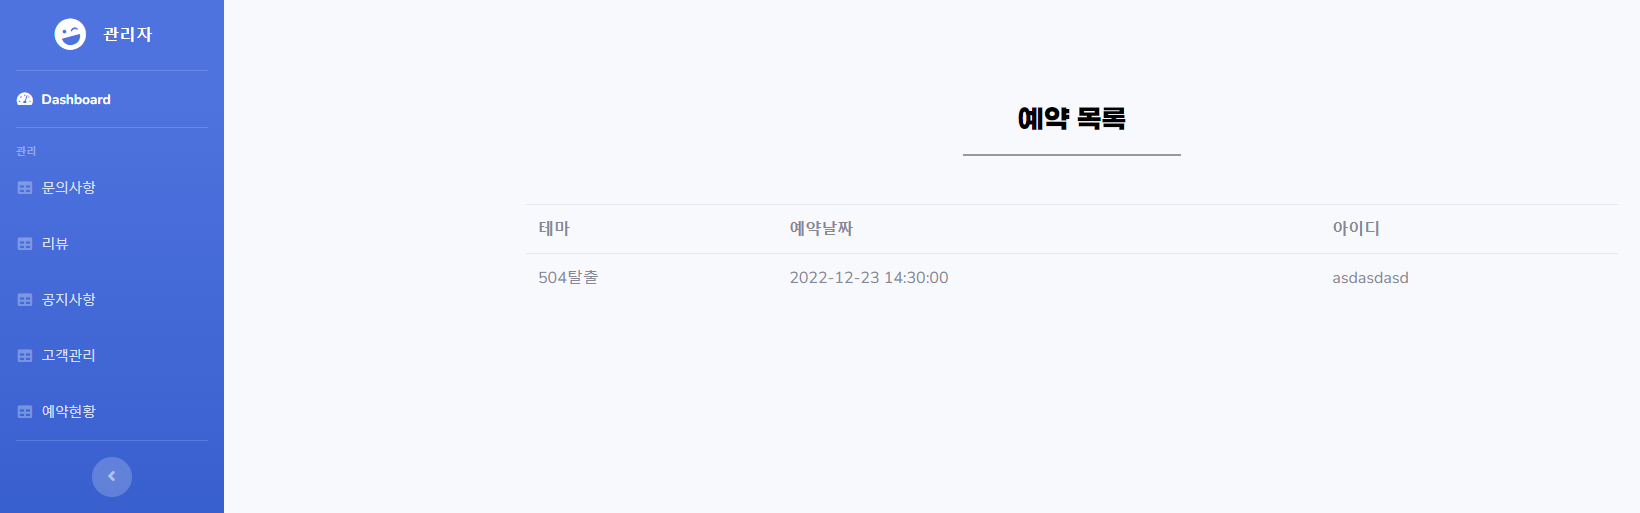 관리자
Dashboard
관리
문의사항
리뷰
공지사항
고객관리
예약현황
예약 목록
테마 예약날짜 아이디
504탈출 2022-12-23 14:30:00 asdasdasd